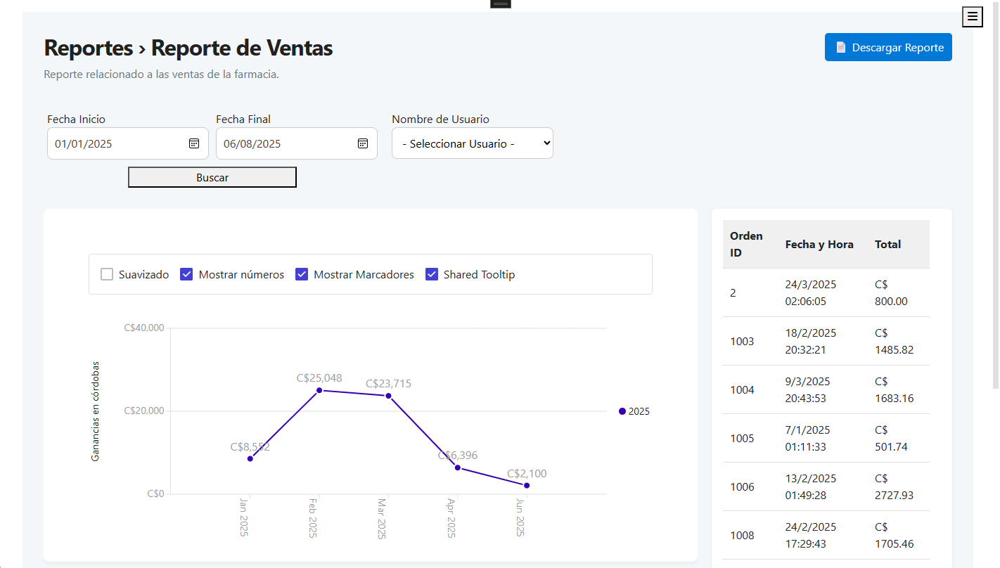 Reportes › Reporte de Ventas
Descargar Reporte
Reporte relacionado a las ventas de la farmacia.
Fecha Inicio
Fecha Final
Nombre de Usuario
01/01/2025
06/08/2025
- Seleccionar Usuario -
Buscar
Suavizado
Mostrar números
Mostrar Marcadores
Shared Tooltip
Ganancias en córdobas
C$40,000
C$20,000
C$0
C$8,552
C$25,048
C$23,715
C$6,396
C$2,100
Jan 2025
Feb 2025
Mar 2025
Apr 2025
Jun 2025
2025
Orden
ID
Fecha y Hora
Total
2
24/3/2025
02:06:05
C$
800.00
1003
18/2/2025
20:32:21
C$
1485.82
1004
9/3/2025
20:43:53
C$
1683.16
1005
7/1/2025
01:11:33
C$
501.74
1006
13/2/2025
01:49:28
C$
2727.93
1008
24/2/2025
17:29:43
C$
1705.46